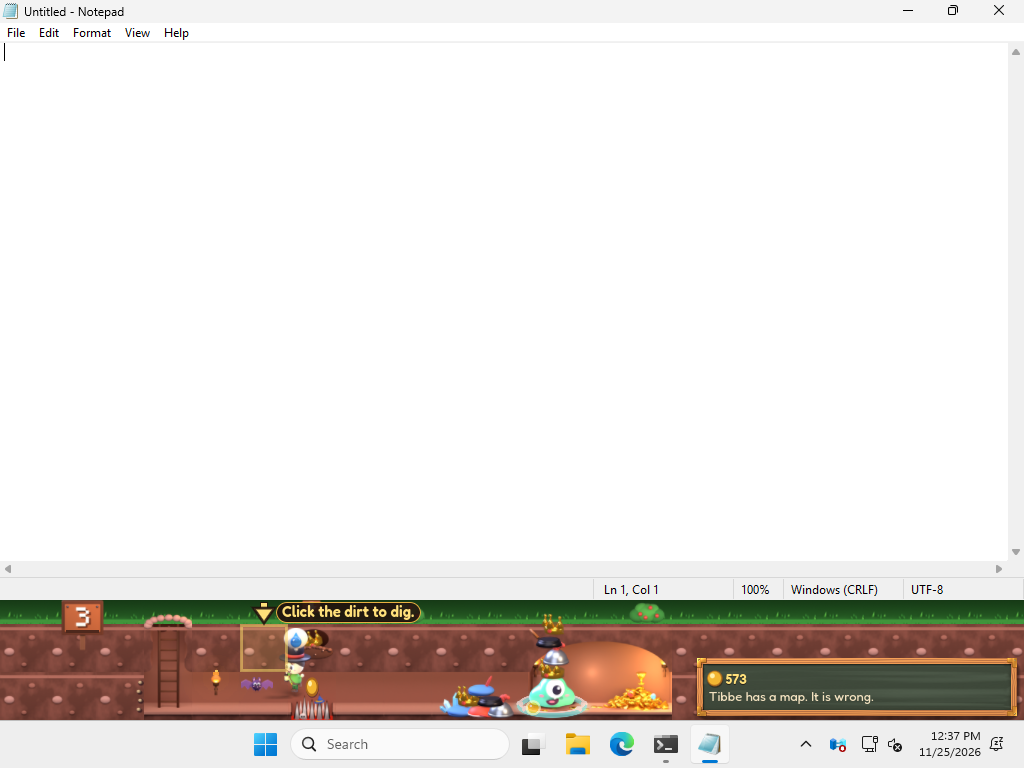 Untitled - Notepad
File Edit Format View Help
Ln 1, Col 1 100% Windows (CRLF) UTF-8
3
Click the dirt to dig.
573
Tibbe has a map. It is wrong.
Search
12:37 PM
11/25/2026